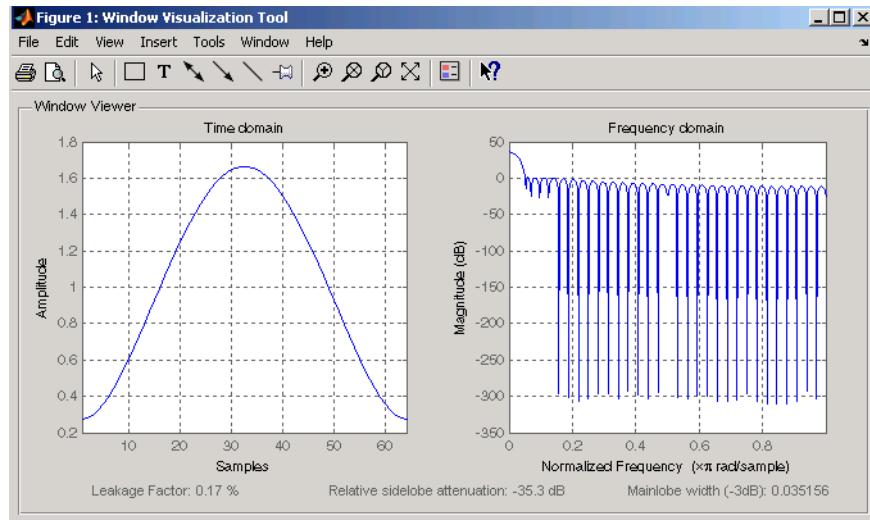 Figure 1: Window Visualization Tool
File Edit View Insert Tools Window Help
T
Window Viewer
Time domain
1.8
1.6
1.4
1.2
1
0.8
0.6
0.4
0.2
10 20 30 40 50 60
Amplitude
Samples
Frequency domain
50
0
-50
-100
-150
-200
-250
-300
-350
0 0.2 0.4 0.6 0.8
Magnitude (dB)
Normalized Frequency (×π rad/sample)
Leakage Factor: 0.17 % Relative sidelobe attenuation: -35.3 dB Mainlobe width (-3dB): 0.035156